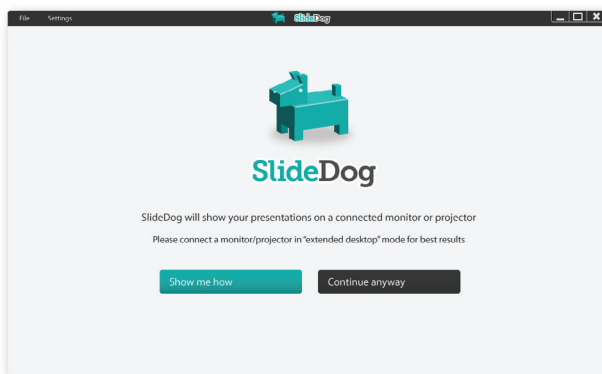 File Settings SlideDog
SlideDog
SlideDog will show your presentations on a connected monitor or projector
Please connect a monitor/projector in “extended desktop” mode for best results
Show me how Continue anyway